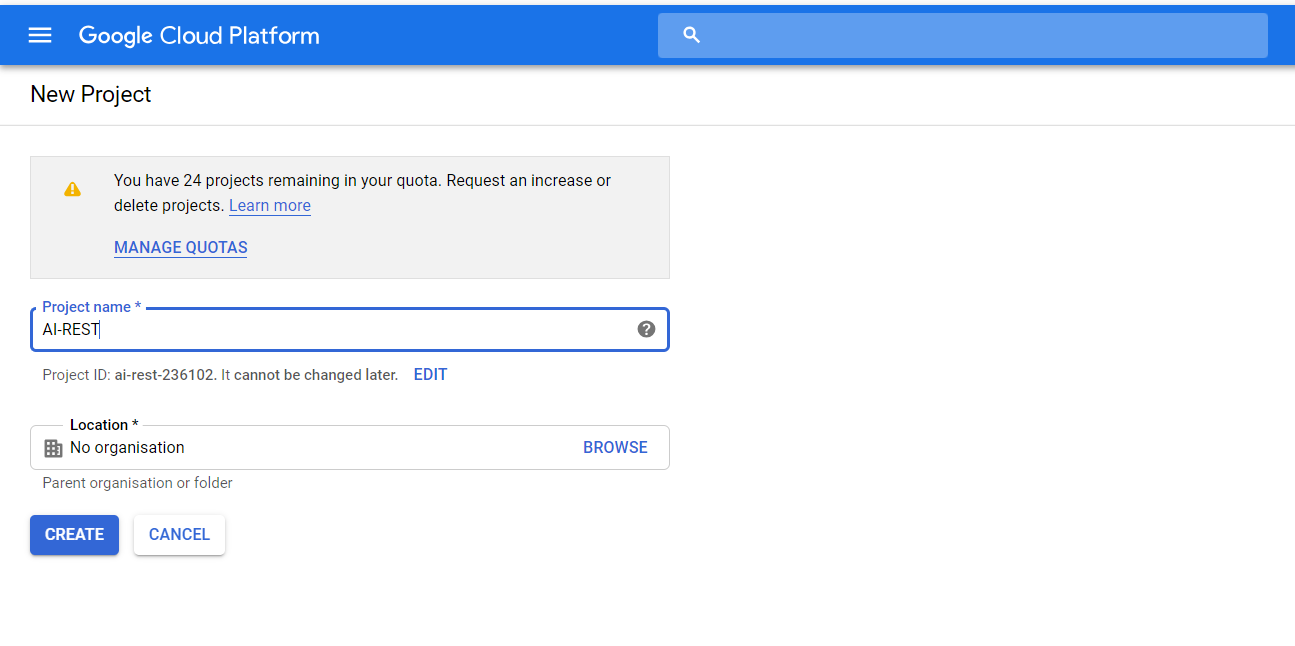 Google Cloud Platform
New Project
You have 24 projects remaining in your quota. Request an increase or
delete projects. Learn more
MANAGE QUOTAS
Project name *
AI-REST
Project ID: ai-rest-236102. It cannot be changed later. EDIT
Location *
No organisation BROWSE
Parent organisation or folder
CREATE CANCEL